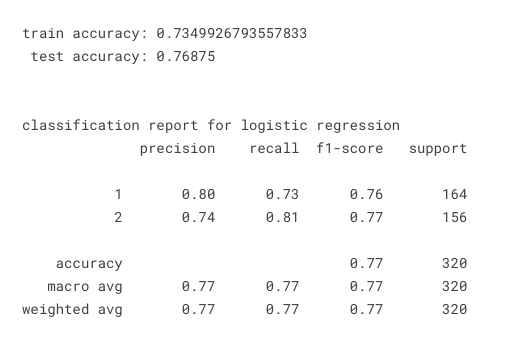 train accuracy: 0.7349926793557833
test accuracy: 0.76875
classification report for logistic regression
precision recall f1-score support
1 0.80 0.73 0.76 164
2 0.74 0.81 0.77 156
accuracy 0.77 320
macro avg 0.77 0.77 0.77 320
weighted avg 0.77 0.77 0.77 320